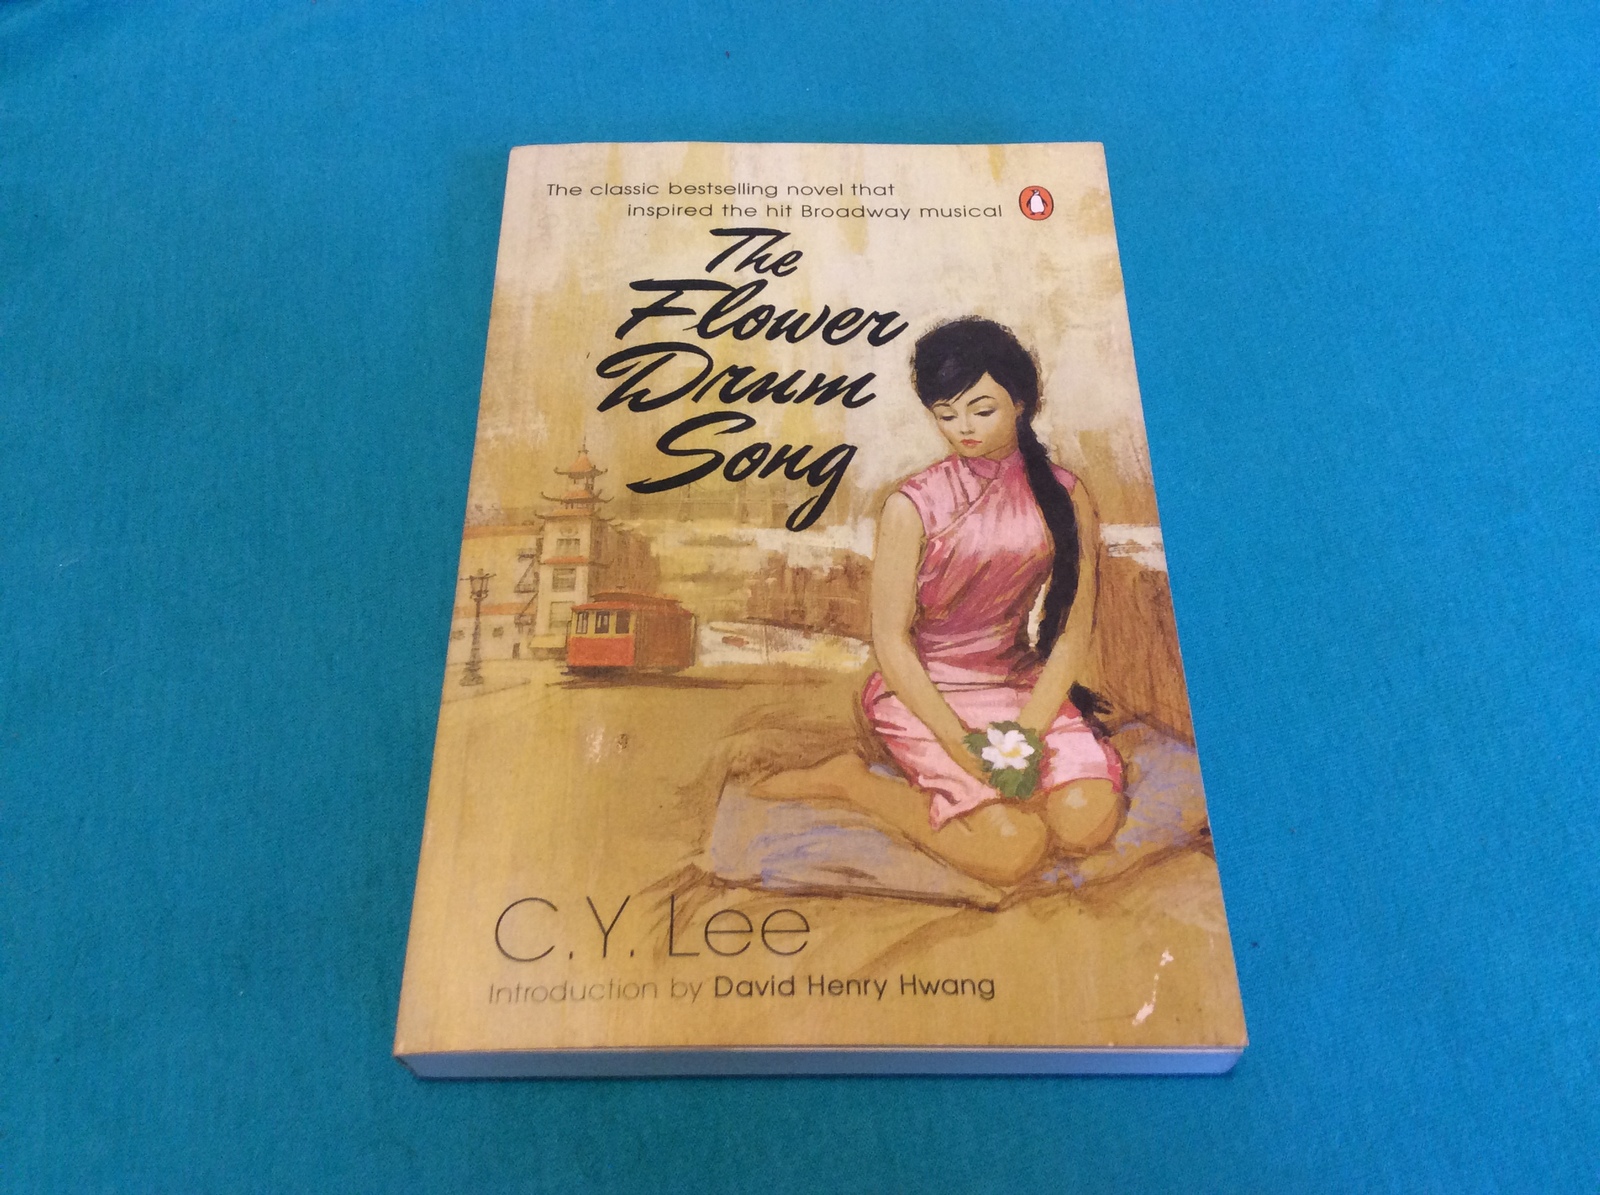 The classic bestselling novel that
inspired the hit Broadway musical
The
Flower
Drum
Song
C.Y. Lee
Introduction by David Henry Hwang